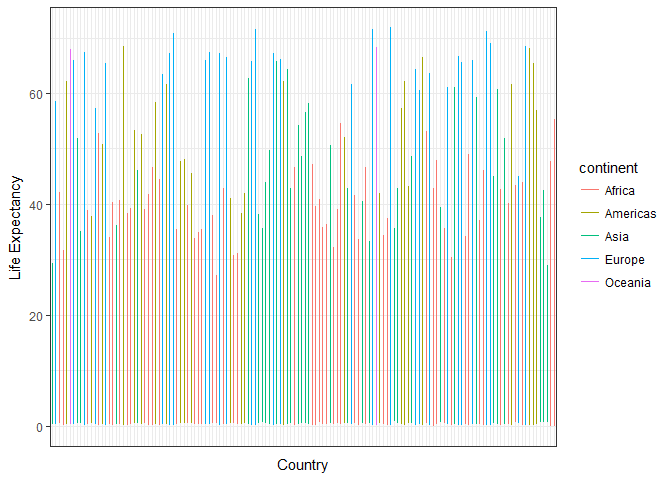 60
40
20
0
Life Expectancy
Country
continent
Africa
Americas
Asia
Europe
Oceania